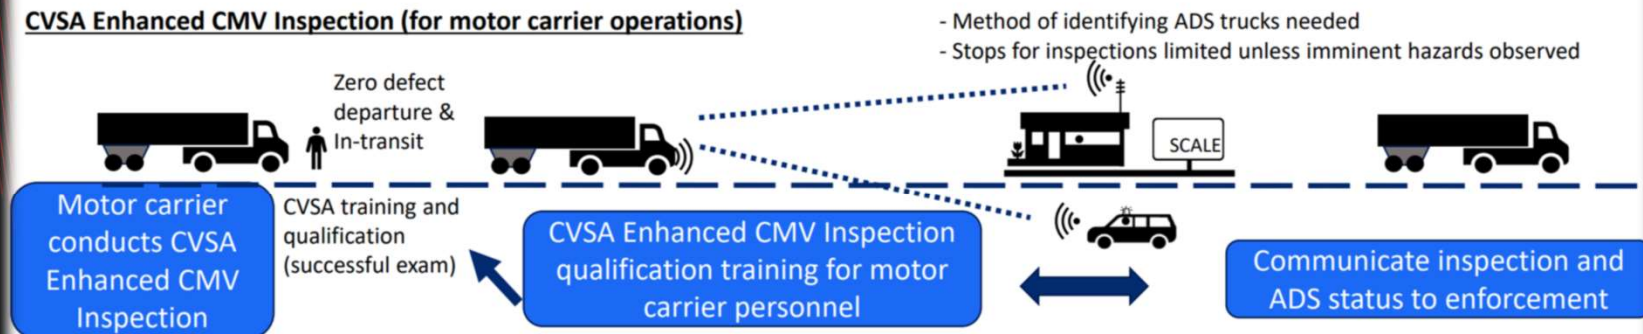 CVSA Enhanced CMV Inspection (for motor carrier operations)
- Method of identifying ADS trucks needed
- Stops for inspections limited unless imminent hazards observed
Zero defect
departure &
In-transit
SCALE
Motor carrier
conducts CVSA
Enhanced CMV
Inspection
CVSA training and
qualification
(successful exam)
CVSA Enhanced CMV Inspection
qualification training for motor
carrier personnel
Communicate inspection and
ADS status to enforcement